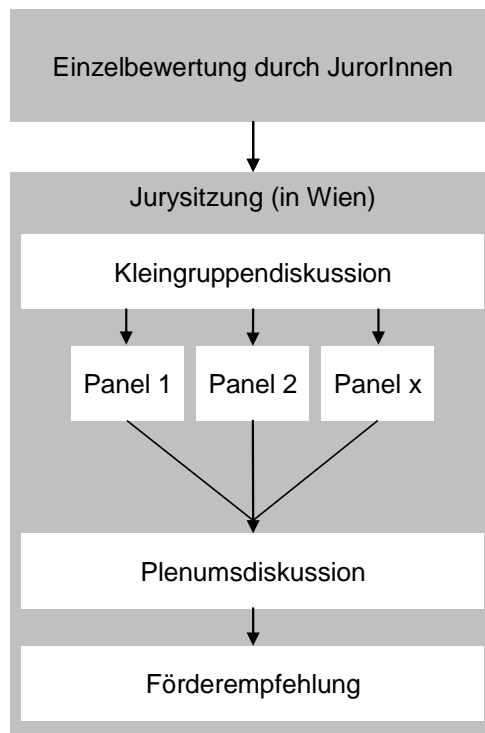 Einzelbewertung durch JurorInnen
Jurysitzung (in Wien)
Kleingruppendiskussion
Panel 1 Panel 2 Panel x
Plenumsdiskussion
Förderempfehlung